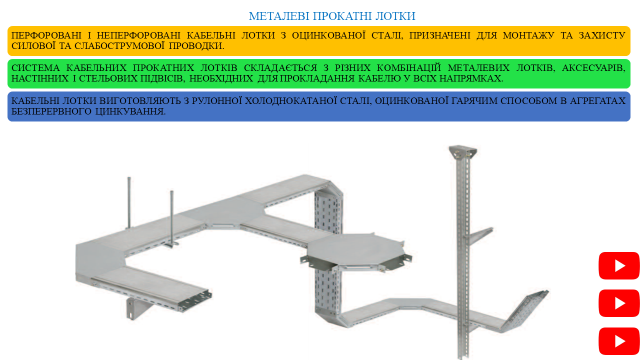 МЕТАЛЕВІ ПРОКАТНІ ЛОТКИ
ПЕРФОРОВАНІ І НЕПЕРФОРОВАНІ КАБЕЛЬНІ ЛОТКИ З ОЦИНКОВАНОЇ СТАЛІ, ПРИЗНАЧЕНІ ДЛЯ МОНТАЖУ ТА ЗАХИСТУ
СИЛОВОЇ ТА СЛАБОСТРУМОВОЇ ПРОВОДКИ.
СИСТЕМА КАБЕЛЬНИХ ПРОКАТНИХ ЛОТКІВ СКЛАДАЄТЬСЯ З РІЗНИХ КОМБІНАЦІЙ МЕТАЛЕВИХ ЛОТКІВ, АКСЕСУАРІВ,
НАСТІННИХ І СТЕЛЬОВИХ ПІДВІСІВ, НЕОБХІДНИХ ДЛЯ ПРОКЛАДАННЯ КАБЕЛЮ У ВСІХ НАПРЯМКАХ.
КАБЕЛЬНІ ЛОТКИ ВИГОТОВЛЯЮТЬ З РУЛОННОЇ ХОЛОДНОКАТАНОЇ СТАЛІ, ОЦИНКОВАНОЇ ГАРЯЧИМ СПОСОБОМ В АГРЕГАТАХ
БЕЗПЕРЕРВНОГО ЦИНКУВАННЯ.